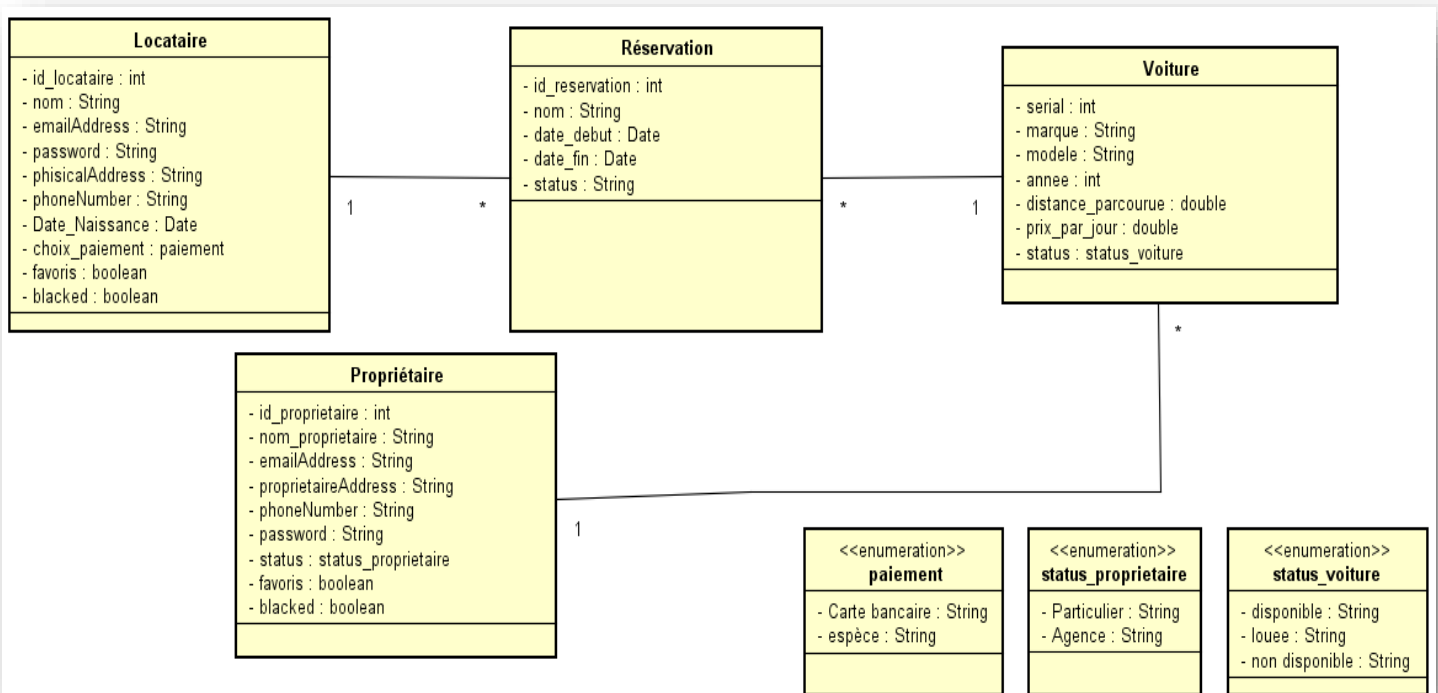 Locataire
- id_locataire : int
- nom : String
- emailAddress : String
- password : String
- phisicalAddress : String
- phoneNumber : String
- Date_Naissance : Date
- choix_paiement : paiement
- favoris : boolean
- blacked : boolean
1
*
Réservation
- id_reservation : int
- nom : String
- date_debut : Date
- date_fin : Date
- status : String
*
1
Voiture
- serial : int
- marque : String
- modele : String
- annee : int
- distance_parcourue : double
- prix_par_jour : double
- status : status_voiture
*
Propriétaire
- id_proprietaire : int
- nom_proprietaire : String
- emailAddress : String
- proprietaireAddress : String
- phoneNumber : String
- password : String
- status : status_proprietaire
- favoris : boolean
- blacked : boolean
1
<<enumeration>>
paiement
- Carte bancaire : String
- espèce : String
<<enumeration>>
status_proprietaire
- Particulier : String
- Agence : String
<<enumeration>>
status_voiture
- disponible : String
- louee : String
- non disponible : String